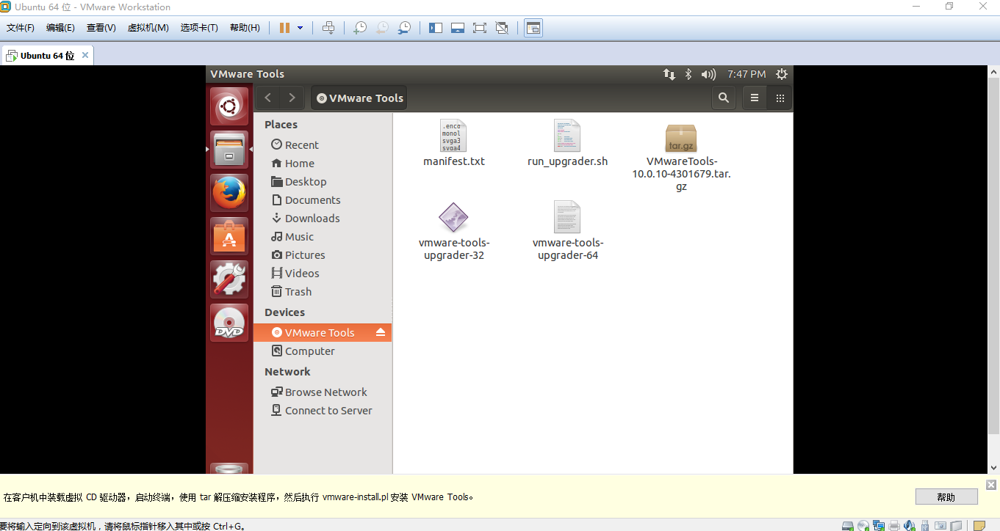 Ubuntu 64 位 - VMware Workstation
文件(F) 编辑(E) 查看(V) 虚拟机(M) 选项卡(T) 帮助(H)
Ubuntu 64 位
VMware Tools 7:47 PM
VMware Tools
Places
Recent
Home
Desktop
Documents
Downloads
Music
Pictures
Videos
Trash
Devices
VMware Tools
Computer
Network
Browse Network
Connect to Server
.enco
monol
svga3
svga4
manifest.txt
run_upgrader.sh
tar.gz
VMwareTools-
10.0.10-4301679.tar.
gz
vmware-tools-
upgrader-32
vmware-tools-
upgrader-64
DVD
在客户机中装载虚拟 CD 驱动器，启动终端，使用 tar 解压缩安装程序，然后执行 vmware-install.pl 安装 VMware Tools。
帮助
要将输入定向到该虚拟机，请将鼠标指针移入其中或按 Ctrl+G。